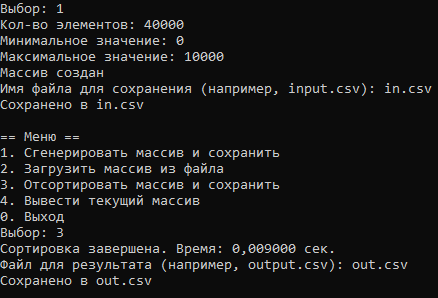 Выбор: 1
Кол-во элементов: 40000
Минимальное значение: 0
Максимальное значение: 10000
Массив создан
Имя файла для сохранения (например, input.csv): in.csv
Сохранено в in.csv
== Меню ==
1. Сгенерировать массив и сохранить
2. Загрузить массив из файла
3. Отсортировать массив и сохранить
4. Вывести текущий массив
0. Выход
Выбор: 3
Сортировка завершена. Время: 0,009000 сек.
Файл для результата (например, output.csv): out.csv
Сохранено в out.csv